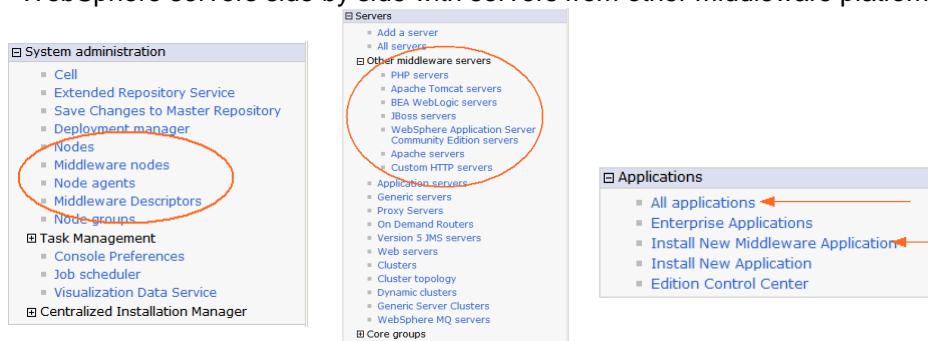 WebSphere servers side by side with servers from other middleware platform
System administration
Cell
Extended Repository Service
Save Changes to Master Repository
Deployment manager
Nodes
Middleware nodes
Node agents
Middleware Descriptors
Node groups
Task Management
Console Preferences
Job scheduler
Visualization Data Service
Centralized Installation Manager
Servers
Add a server
All servers
Other middleware servers
PHP servers
Apache Tomcat servers
BEA WebLogic servers
JBoss servers
WebSphere Application Server
Community Edition servers
Apache servers
Custom HTTP servers
Application servers
Generic servers
Proxy Servers
On Demand Routers
Version 5 JMS servers
Web servers
Clusters
Cluster topology
Dynamic clusters
Generic Server Clusters
WebSphere MQ servers
Core groups
Applications
All applications
Enterprise Applications
Install New Middleware Application
Install New Application
Edition Control Center